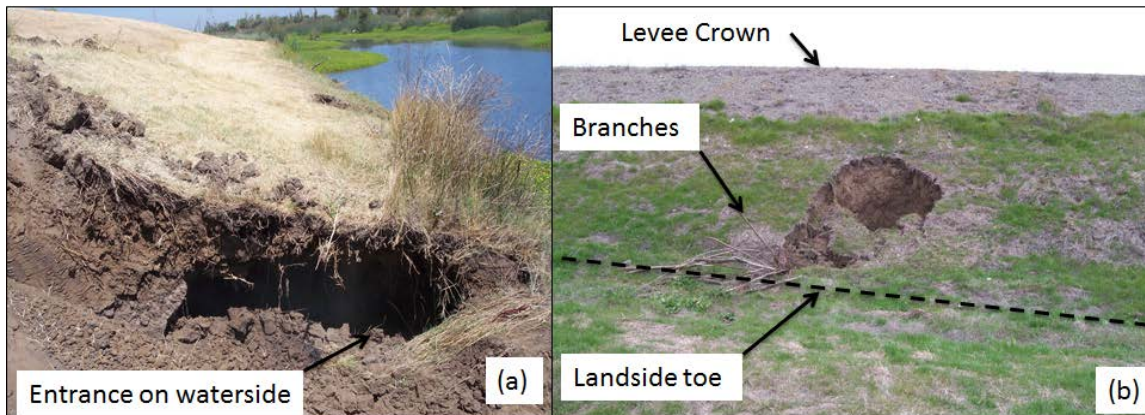 Entrance on waterside
(a)
Levee Crown
Branches
Landside toe
(b)